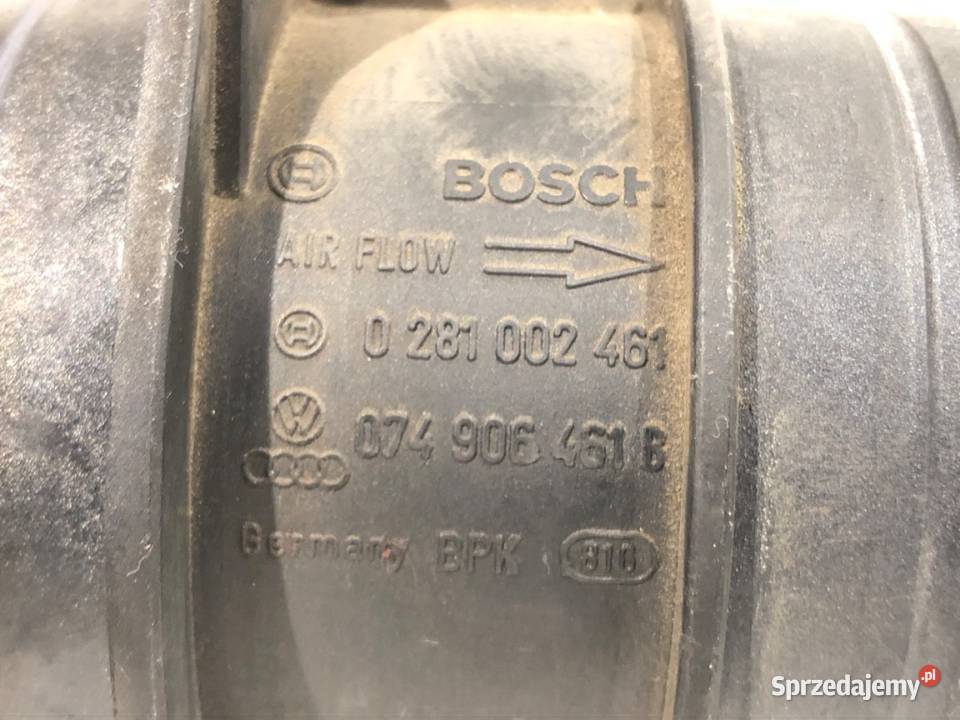 BOSCH
AIR FLOW
0 281 002 461
074 906 461 B
Germany BPK 810
Sprzedajemy.pl